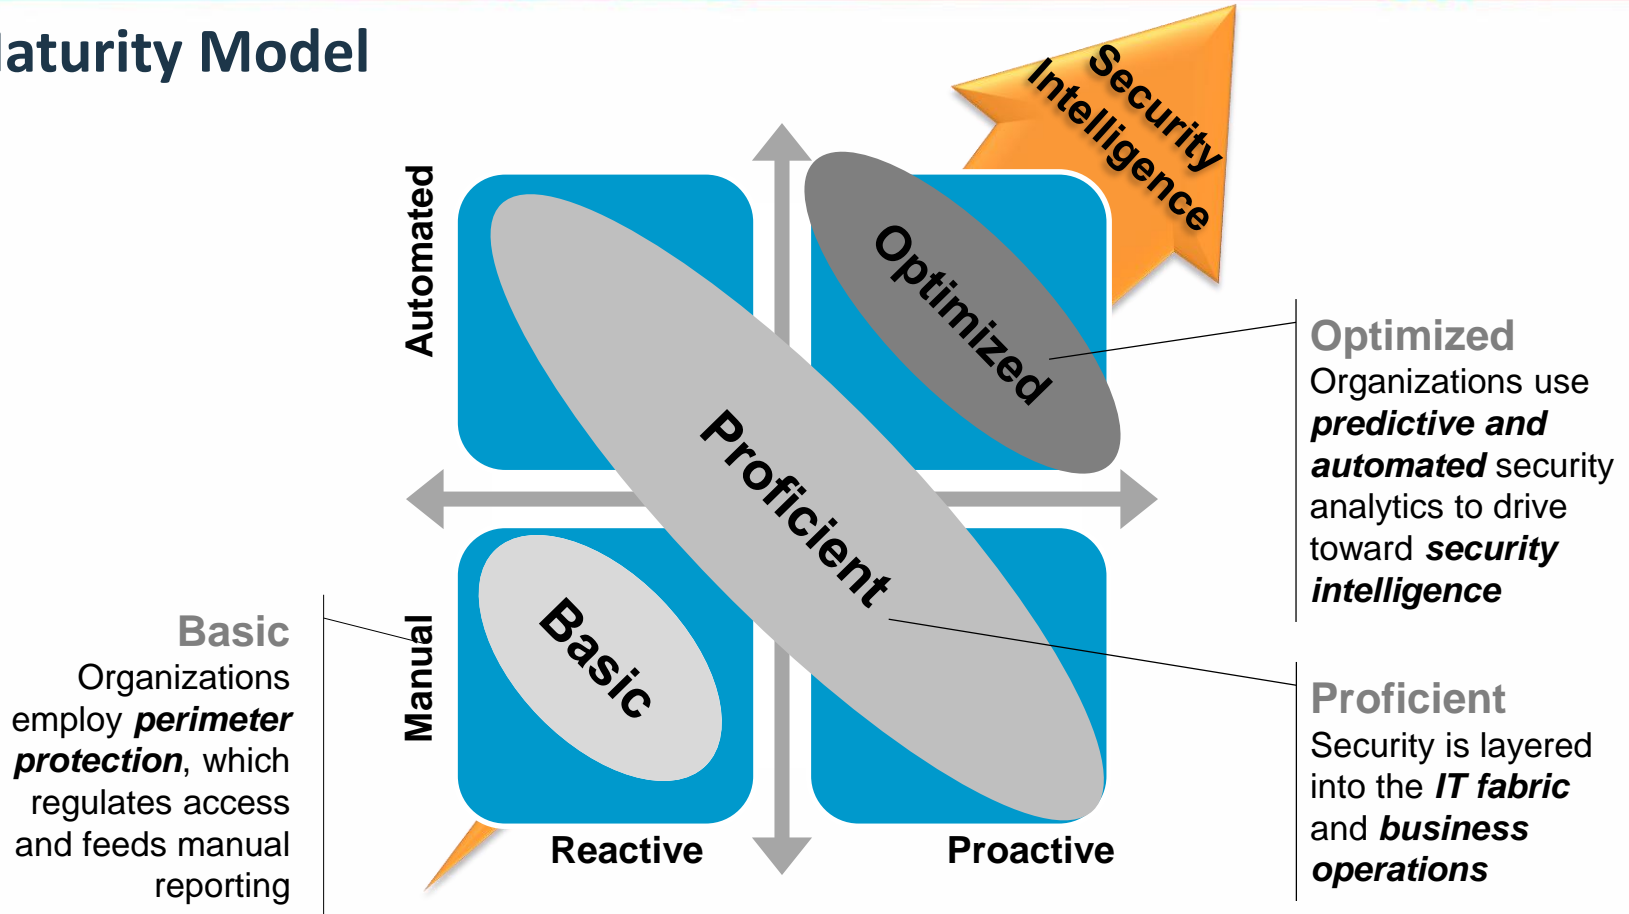 aturity Model
Security
Intelligence
Automated
Optimized
Proficient
Manual
Basic
Reactive
Proactive
Basic
Organizations
employ perimeter
protection, which
regulates access
and feeds manual
reporting
Optimized
Organizations use
predictive and
automated security
analytics to drive
toward security
intelligence
Proficient
Security is layered
into the IT fabric
and business
operations